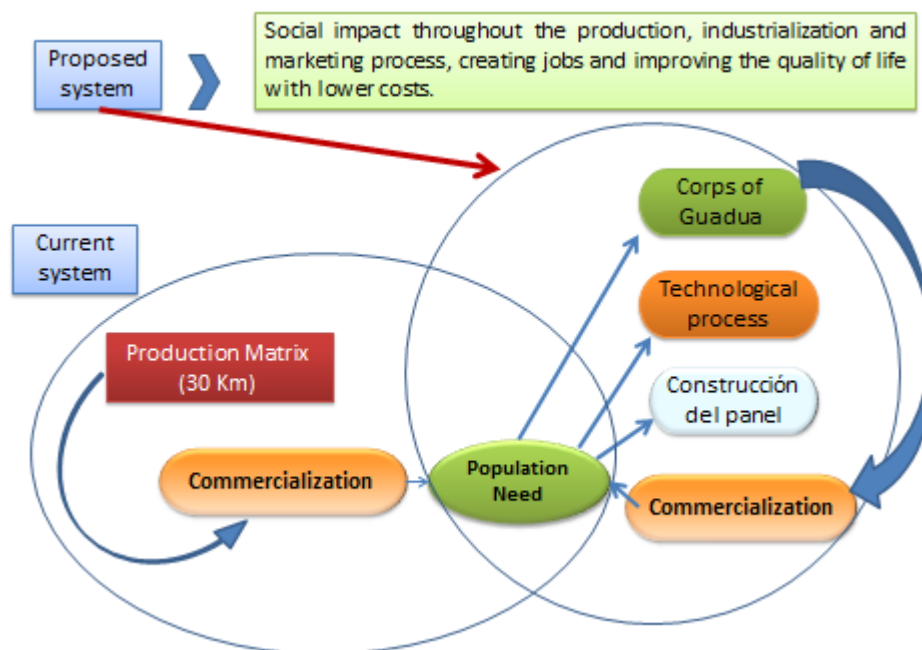 Proposed
system
Social impact throughout the production, industrialization and
marketing process, creating jobs and improving the quality of life
with lower costs.
Corps of
Guadua
Current
system
Technological
process
Production Matrix
(30 Km)
Construcción
del panel
Commercialization
Population
Need
Commercialization